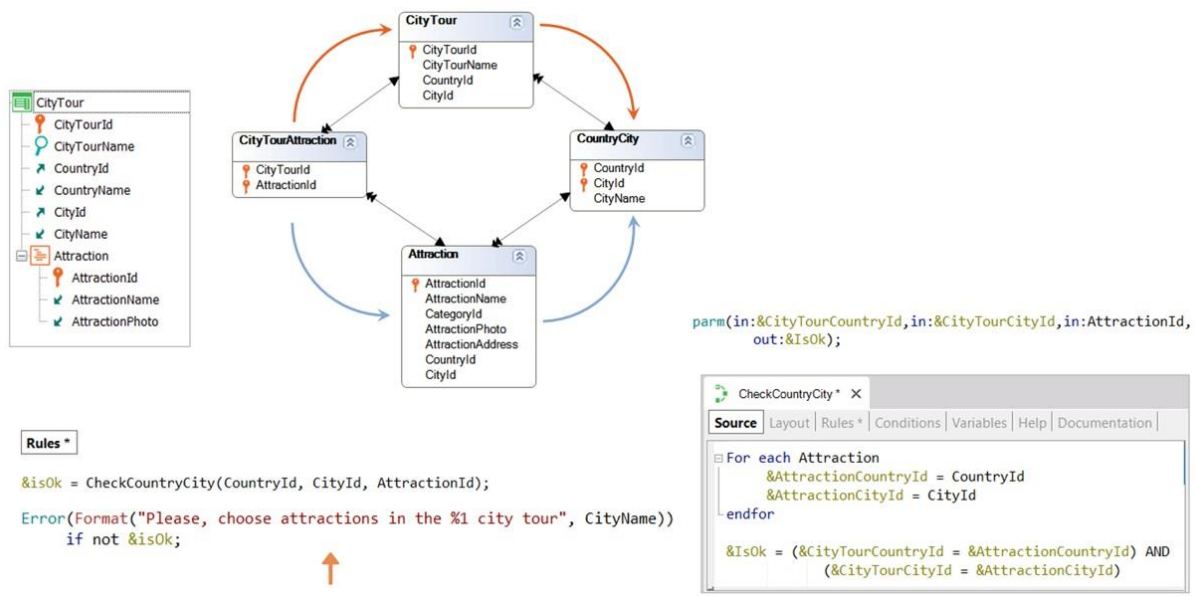 CityTour
CityTourId
CityTourName
CountryId
CountryName
CityId
CityName
Attraction
AttractionId
AttractionName
AttractionPhoto
CityTour
CityTourId
CityTourName
CountryId
CityId
CityTourAttraction
CityTourId
AttractionId
CountryCity
CountryId
CityId
CityName
Attraction
AttractionId
AttractionName
CategoryId
AttractionPhoto
AttractionAddress
CountryId
CityId
parm(in:&CityTourCountryId,in:&CityTourCityId,in:AttractionId,
out:&IsOk);
Rules *
&isOk = CheckCountryCity(CountryId, CityId, AttractionId);
Error(Format("Please, choose attractions in the %1 city tour", CityName))
if not &isOk;
CheckCountryCity * X
Source Layout Rules * Conditions Variables Help Documentation
For each Attraction
&AttractionCountryId = CountryId
&AttractionCityId = CityId
endfor
&IsOk = (&CityTourCountryId = &AttractionCountryId) AND
(&CityTourCityId = &AttractionCityId)